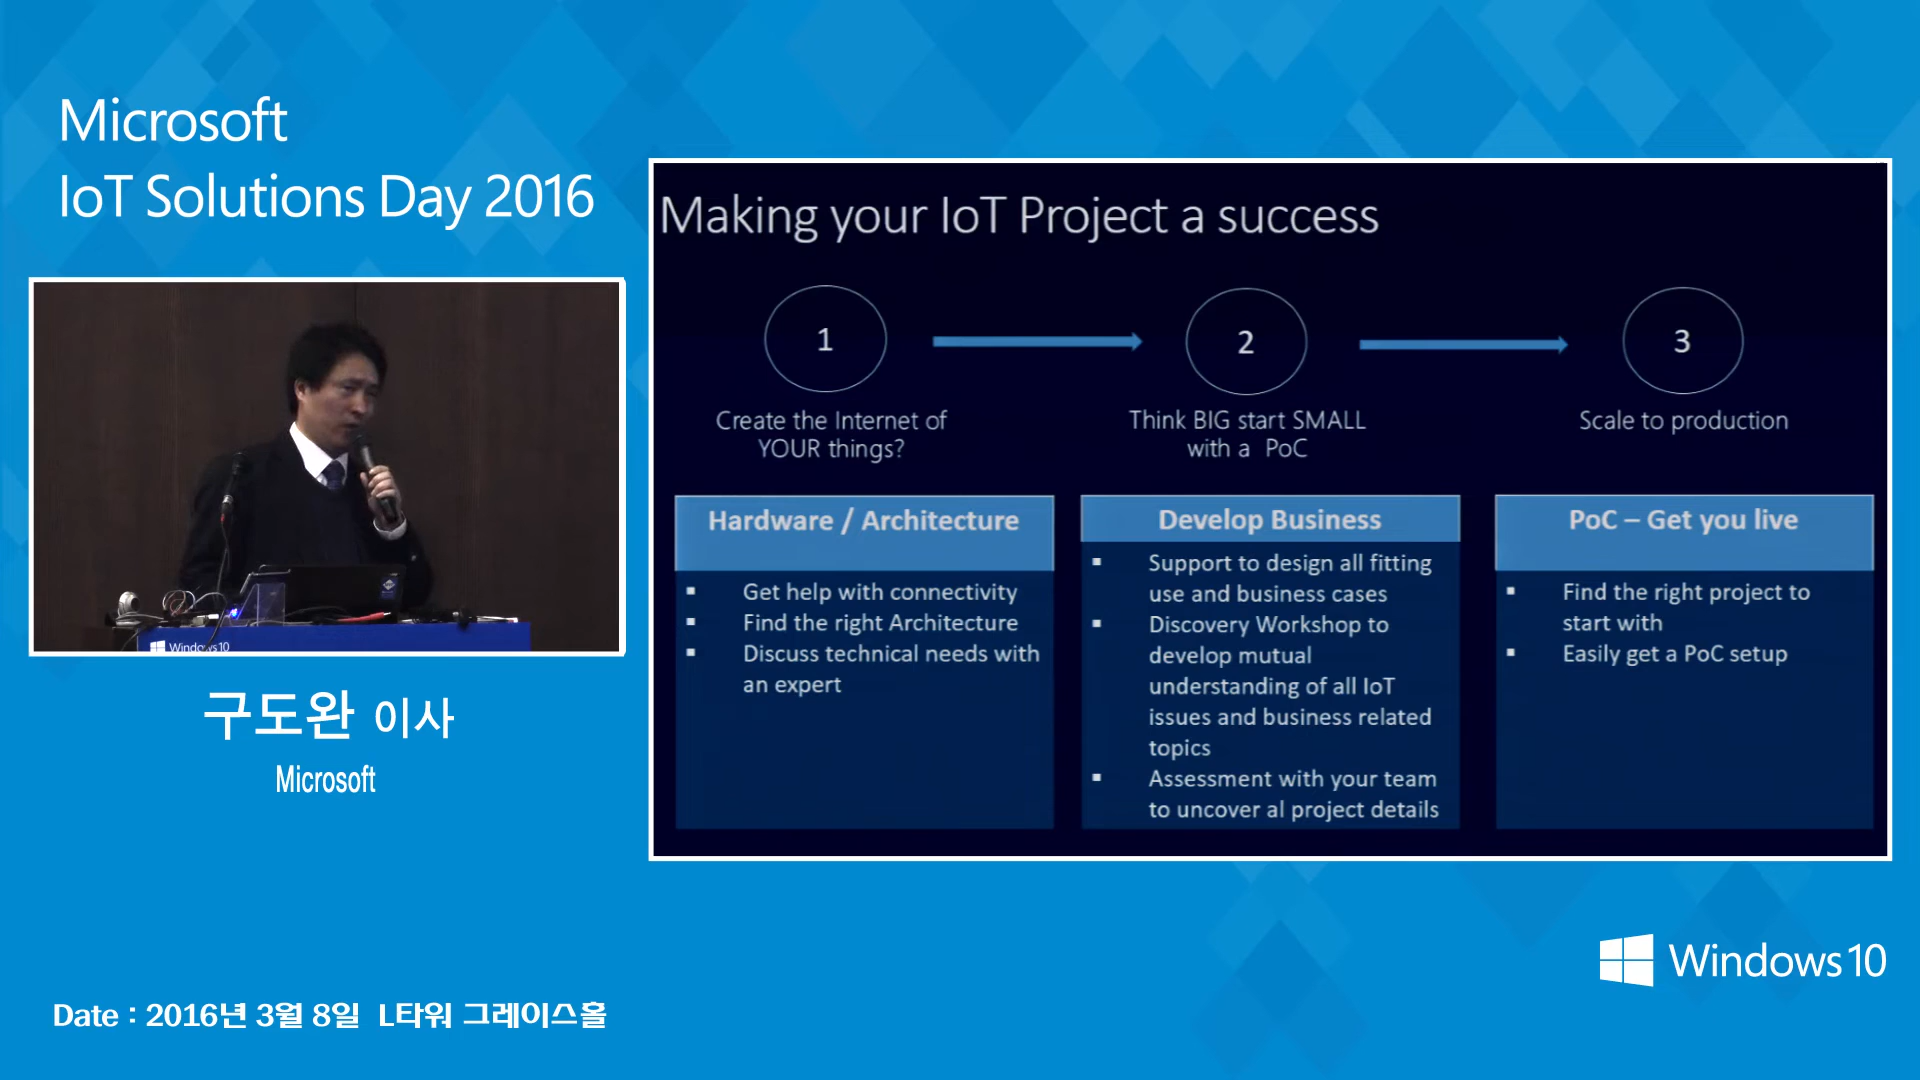 Microsoft
IoT Solutions Day 2016
Making your IoT Project a success
1
2
3
Create the Internet of
YOUR things?
Think BIG start SMALL
with a PoC
Scale to production
Hardware / Architecture
▪ Get help with connectivity
▪ Find the right Architecture
▪ Discuss technical needs with
an expert
Develop Business
▪ Support to design all fitting
use and business cases
▪ Discovery Workshop to
develop mutual
understanding of all IoT
issues and business related
topics
▪ Assessment with your team
to uncover al project details
PoC – Get you live
▪ Find the right project to
start with
▪ Easily get a PoC setup
Windows 10
구도완 이사
Microsoft
Windows 10
Date : 2016년 3월 8일 L타워 그레이스홀